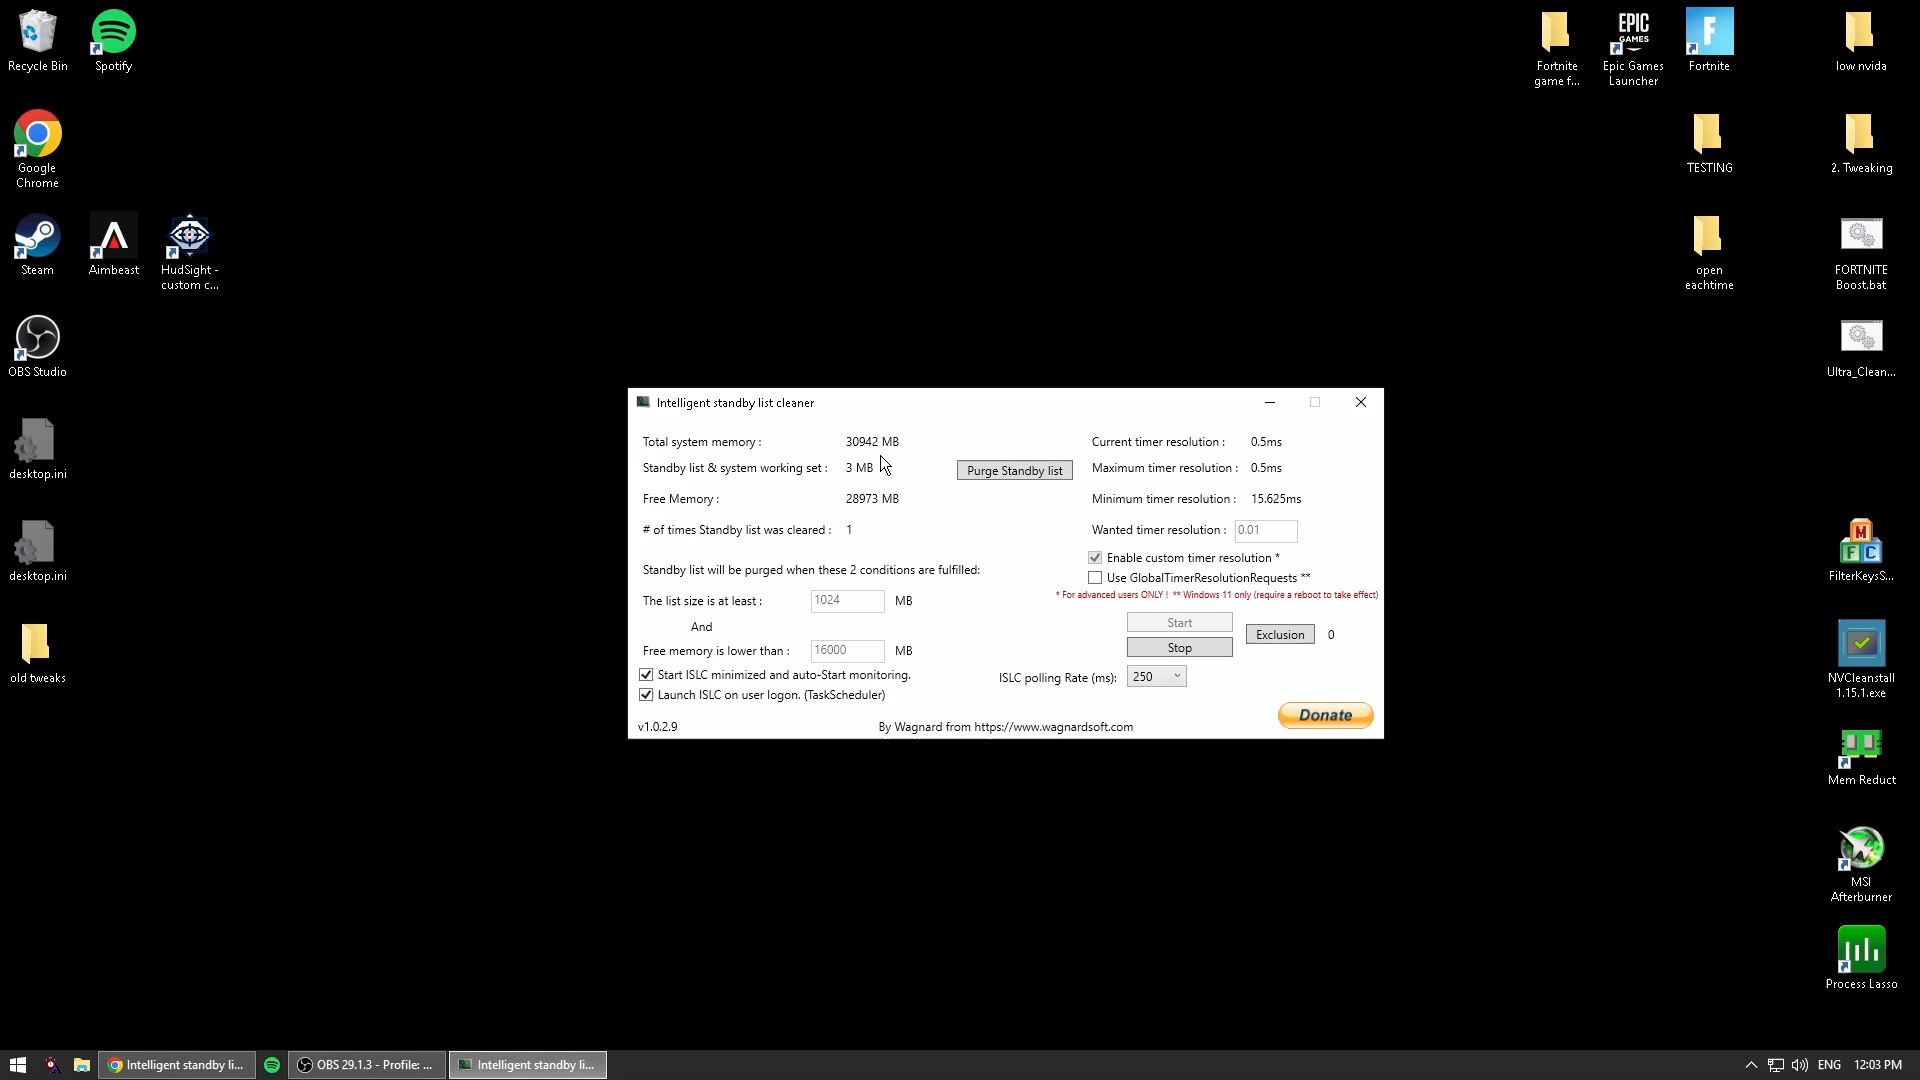 Recycle Bin
Spotify
Google
Chrome
Steam
Aimbeast
HudSight -
custom c...
OBS Studio
desktop.ini
desktop.ini
old tweaks
Fortnite
game f...
EPIC
GAMES
Epic Games
Launcher
F
Fortnite
low nvida
TESTING
2. Tweaking
open
eachtime
FORTNITE
Boost.bat
Ultra_Clean...
M
F C
FilterKeysS...
NVCleanstall
1.15.1.exe
Mem Reduct
MSI
Afterburner
Process Lasso
Intelligent standby list cleaner
Total system memory : 30942 MB
Standby list & system working set : 3 MB
Free Memory : 28973 MB
# of times Standby list was cleared : 1
Purge Standby list
Standby list will be purged when these 2 conditions are fulfilled:
The list size is at least : 1024 MB
And
Free memory is lower than : 16000 MB
Start ISLC minimized and auto-Start monitoring.
Launch ISLC on user logon. (TaskScheduler)
v1.0.2.9
Current timer resolution : 0.5ms
Maximum timer resolution : 0.5ms
Minimum timer resolution : 15.625ms
Wanted timer resolution : 0.01
Enable custom timer resolution *
Use GlobalTimerResolutionRequests **
* For advanced users ONLY ! ** Windows 11 only (require a reboot to take effect)
Start
Stop
Exclusion 0
ISLC polling Rate (ms): 250
Donate
By Wagnard from https://www.wagnardsoft.com
Intelligent standby li...
OBS 29.1.3 - Profile: ...
Intelligent standby li...
ENG
12:03 PM